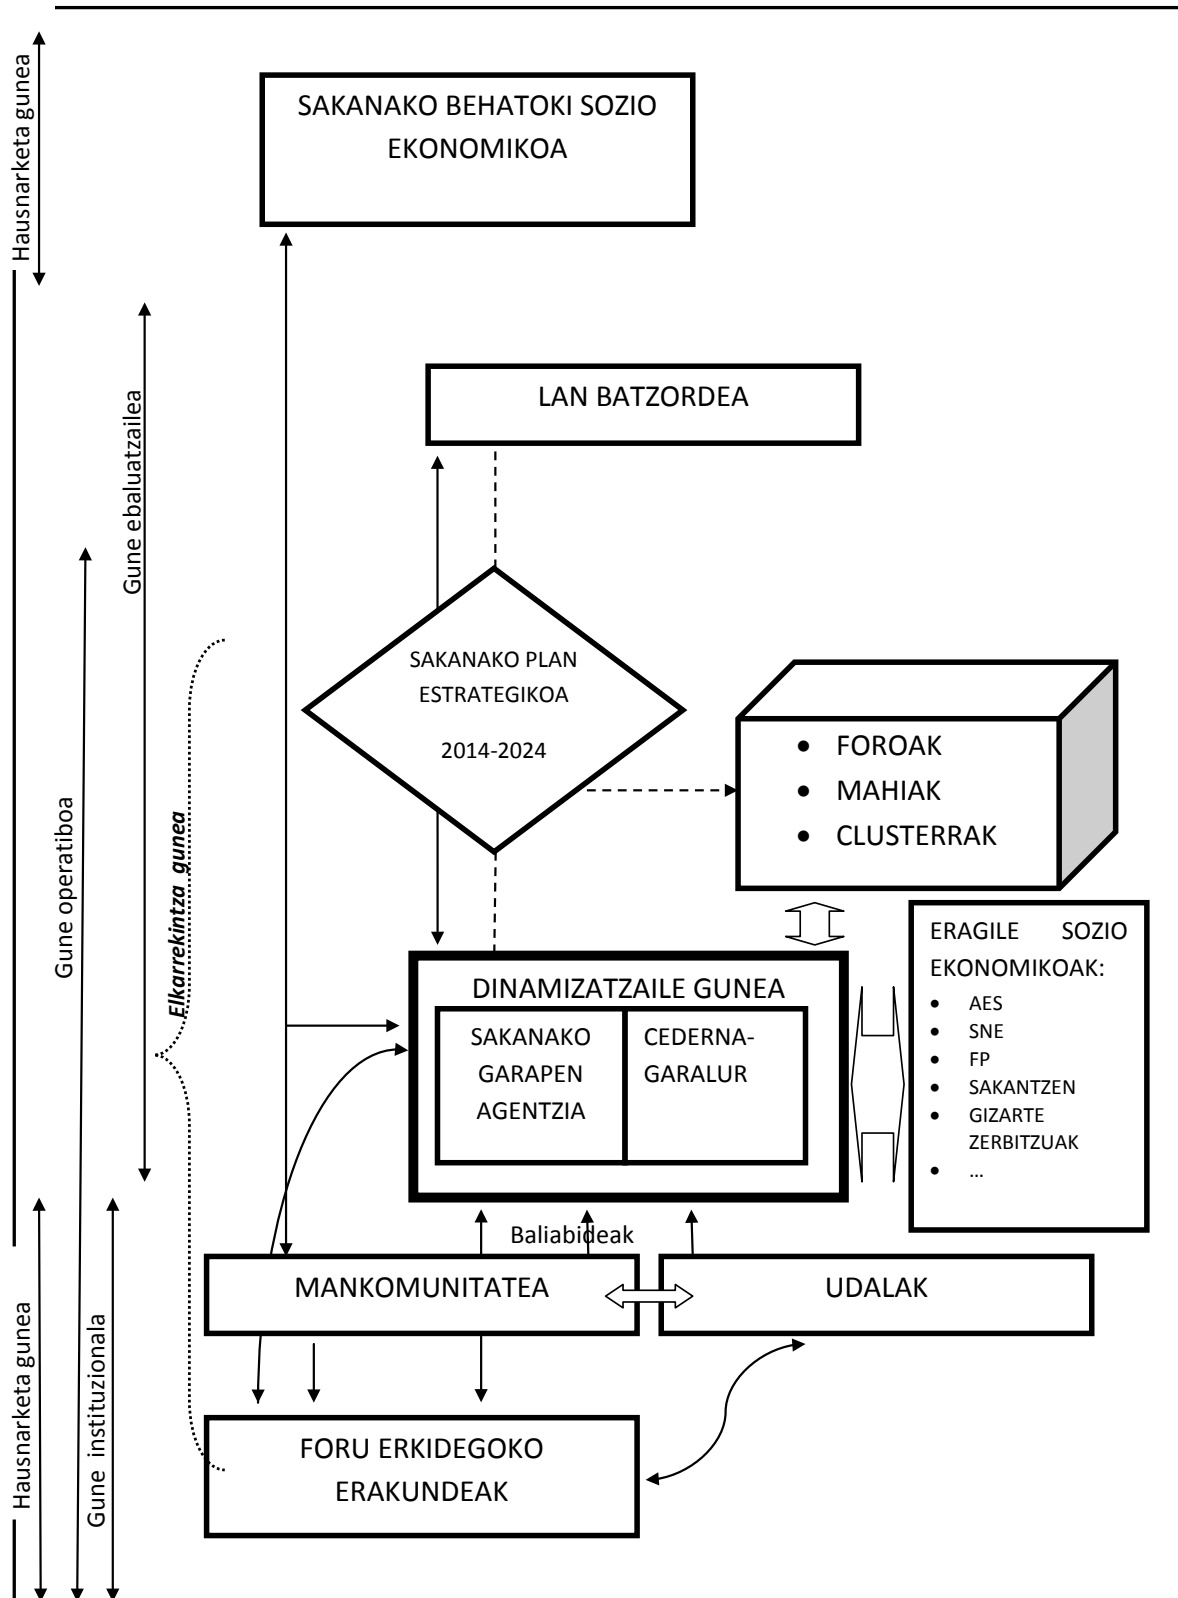 Hausnarketa gunea
SAKANAKO BEHATOKI SOZIO
EKONOMIKOA
Gune ebaluatzailea
LAN BATZORDEA
Gune operatiboa
Elkarrekintza gunea
SAKANAKO PLAN
ESTRATEGIKOA
2014-2024
• FOROAK
• MAHIAK
• CLUSTERRAK
ERAGILE SOZIO
EKONOMIKOAK:
• AES
• SNE
• FP
• SAKANTZEN
• GIZARTE
ZERBITZUAK
• ...
DINAMIZATZAILE GUNEA
SAKANAKO
GARAPEN
AGENTZIA
CEDERNA-
GARALUR
Baliabideak
MANKOMUNITATEA
UDALAK
Hausnarketa gunea
Gune instituzionala
FORU ERKIDEGOKO
ERAKUNDEAK